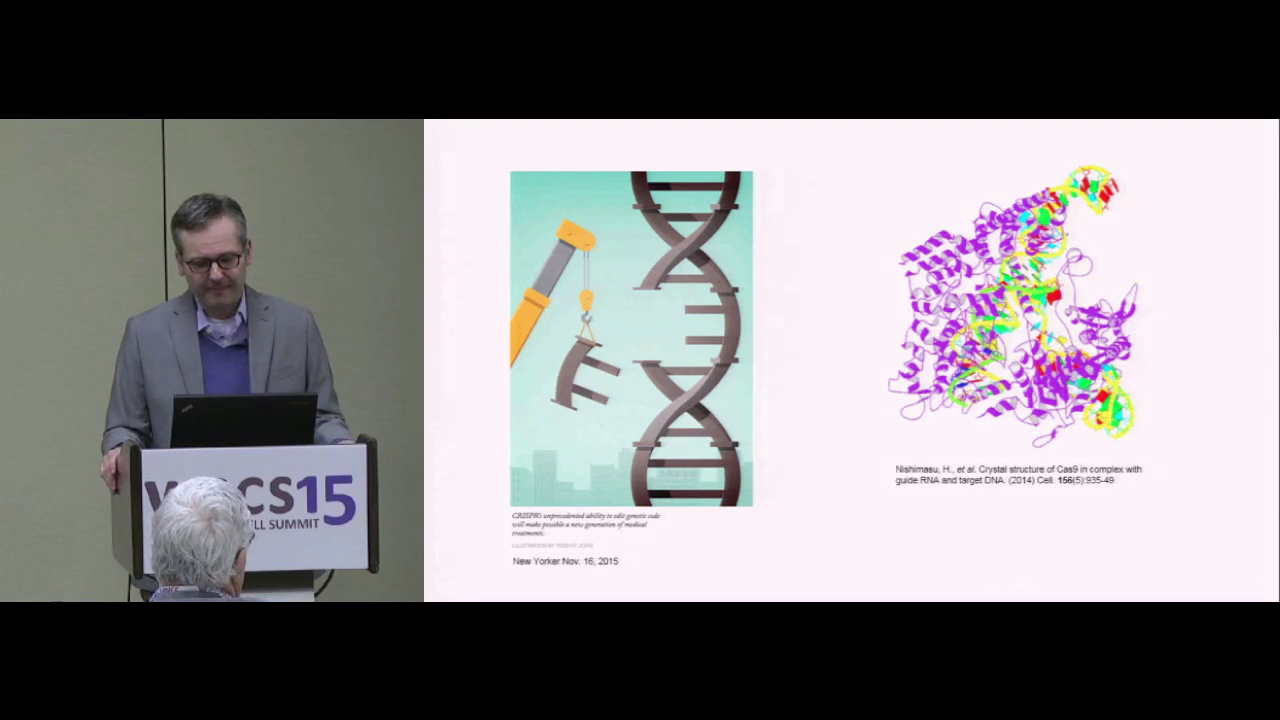 CS15
LL SUMMIT
CRISPR's unprecedented ability to edit genetic code
will make possible a new generation of medical
treatments.
New Yorker Nov. 16, 2015
Nishimasu, H., et al. Crystal structure of Cas9 in complex with
guide RNA and target DNA. (2014) Cell. 156(5):935-49